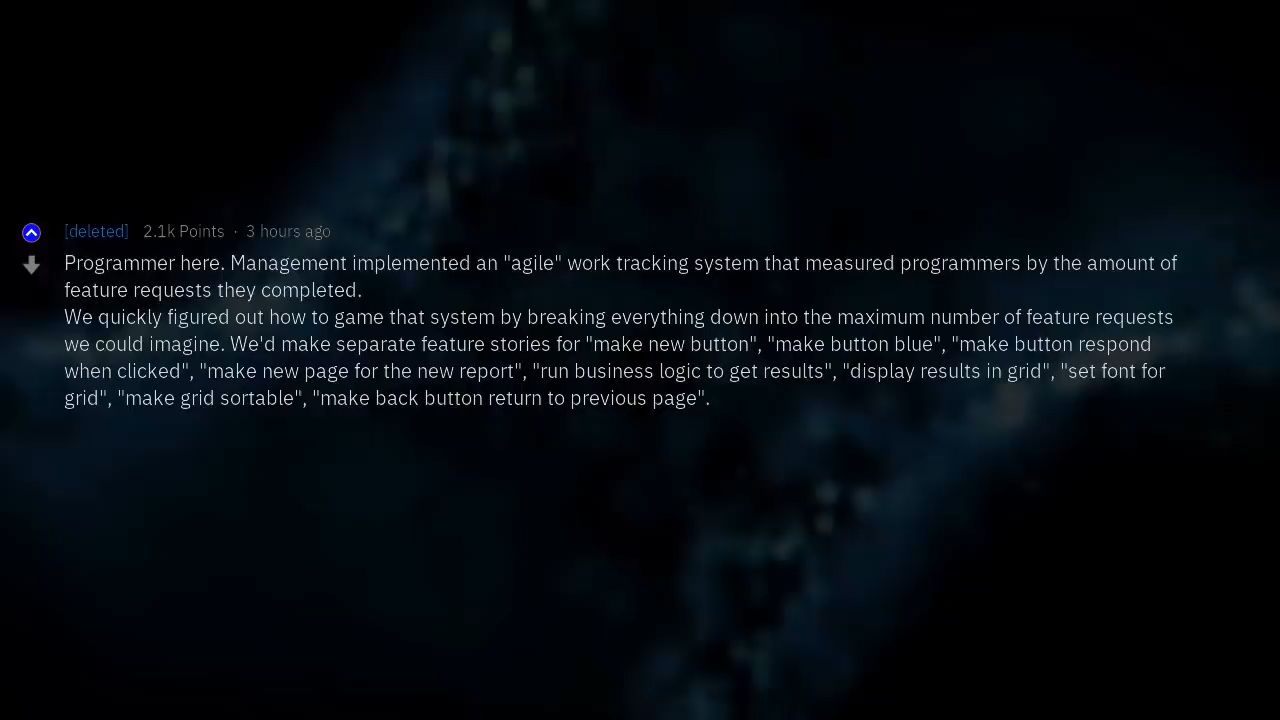 [deleted] 2.1k Points · 3 hours ago
Programmer here. Management implemented an "agile" work tracking system that measured programmers by the amount of
feature requests they completed.
We quickly figured out how to game that system by breaking everything down into the maximum number of feature requests
we could imagine. We'd make separate feature stories for "make new button", "make button blue", "make button respond
when clicked", "make new page for the new report", "run business logic to get results", "display results in grid", "set font for
grid", "make grid sortable", "make back button return to previous page".